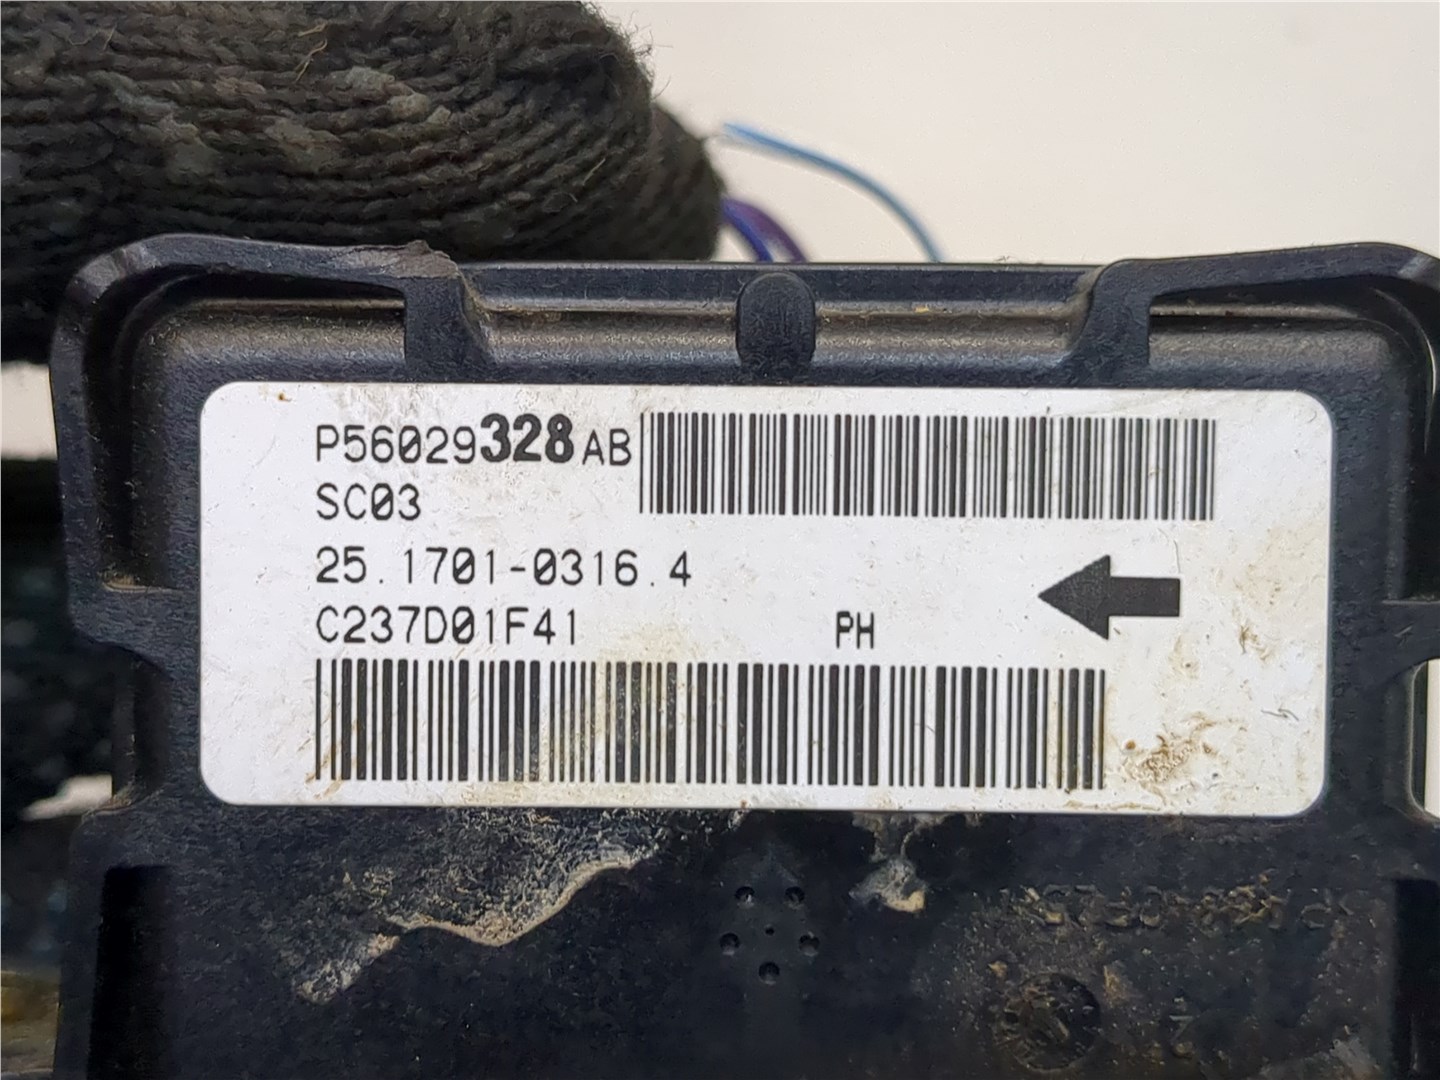 P56029328AB
SC03
25.1701-0316.4
C237D01F41 PH